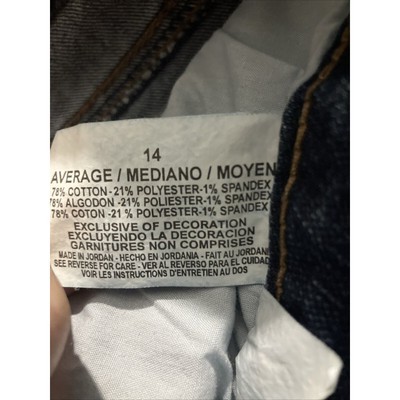 14
AVERAGE / MEDIANO / MOYEN
78% COTTON -21% POLYESTER-1% SPANDEX
78% ALGODON -21% POLIESTER-1% SPANDEX
78% COTON -21 % POLYESTER-1% SPANDEX
EXCLUSIVE OF DECORATION
EXCLUYENDO LA DECORACION
GARNITURES NON COMPRISES
MADE IN JORDAN - HECHO EN JORDANIA - FAIT AU JORDANI
SEE REVERSE FOR CARE - VER AL REVERSO PARA EL CUIDAD
VOIR LES INSTRUCTIONS D'ENTRETIEN AU DOS